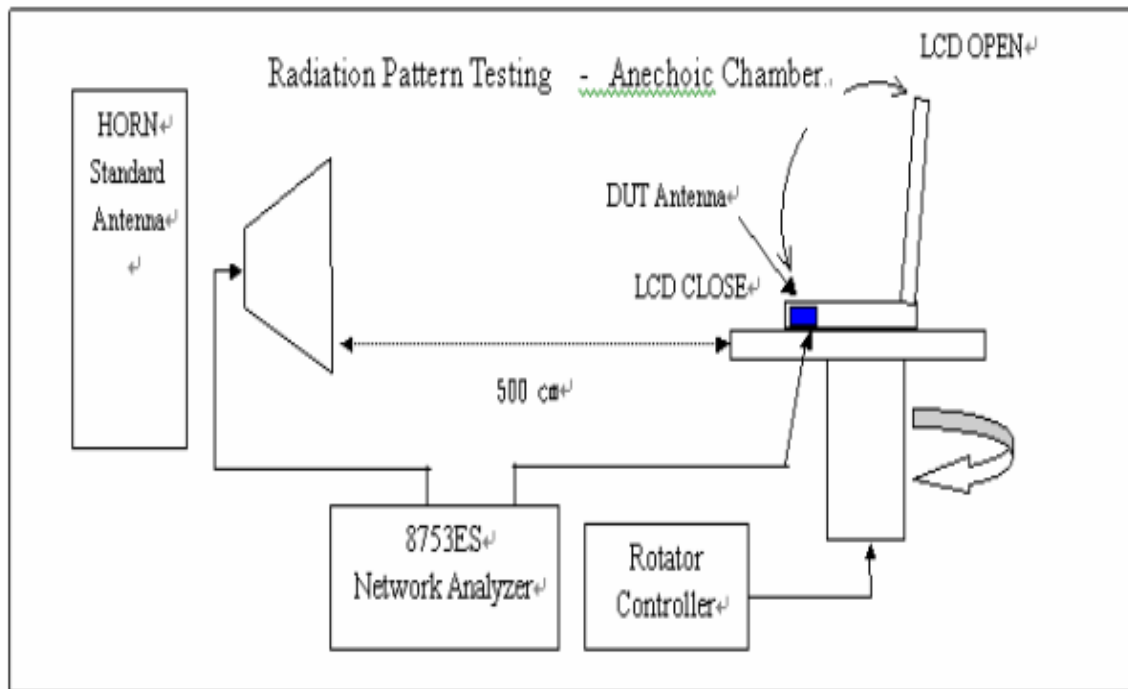 Radiation Pattern Testing - Anechoic Chamber.
LCD OPEN↵
HORN↵
Standard
Antenna↵
↵
DUT Antenna↵
LCD CLOSE↵
500 cm↵
8753ES↵
Network Analyzer↵
Rotator
Controller↵